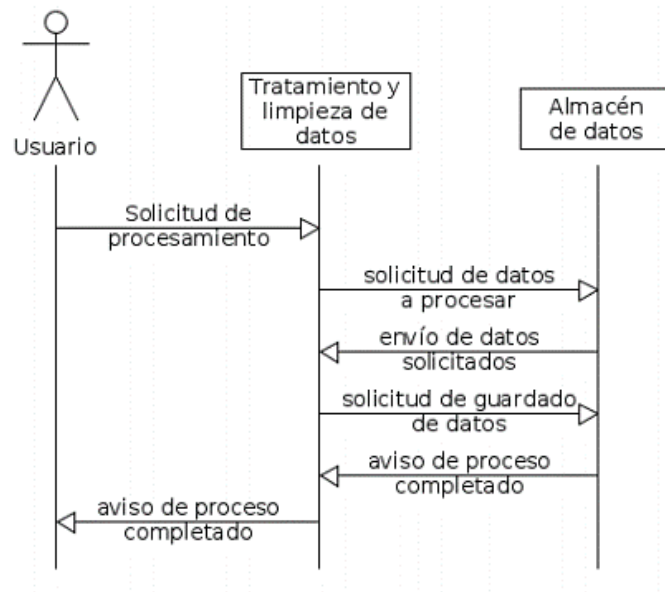 Usuario
Tratamiento y
limpieza de
datos
Almacén
de datos
Solicitud de
procesamiento
solicitud de datos
a procesar
envío de datos
solicitados
solicitud de guardado
de datos
aviso de proceso
completado
aviso de proceso
completado